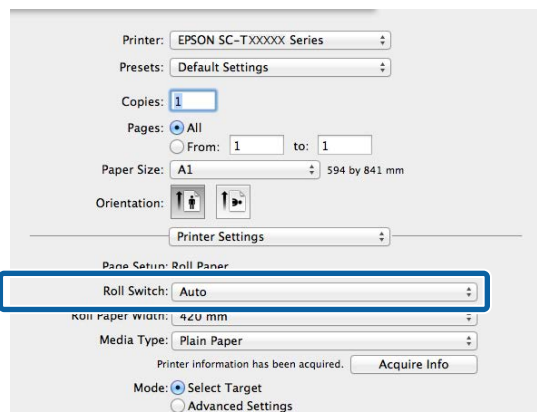 Printer: EPSON SC-TXXXXX Series
Presets: Default Settings
Copies: 1
Pages: All
From: 1 to: 1
Paper Size: A1 594 by 841 mm
Orientation:
Printer Settings
Page Setup: Roll Paper
Roll Switch: Auto
Roll Paper Width: 420 mm
Media Type: Plain Paper
Printer information has been acquired. Acquire Info
Mode: Select Target
Advanced Settings